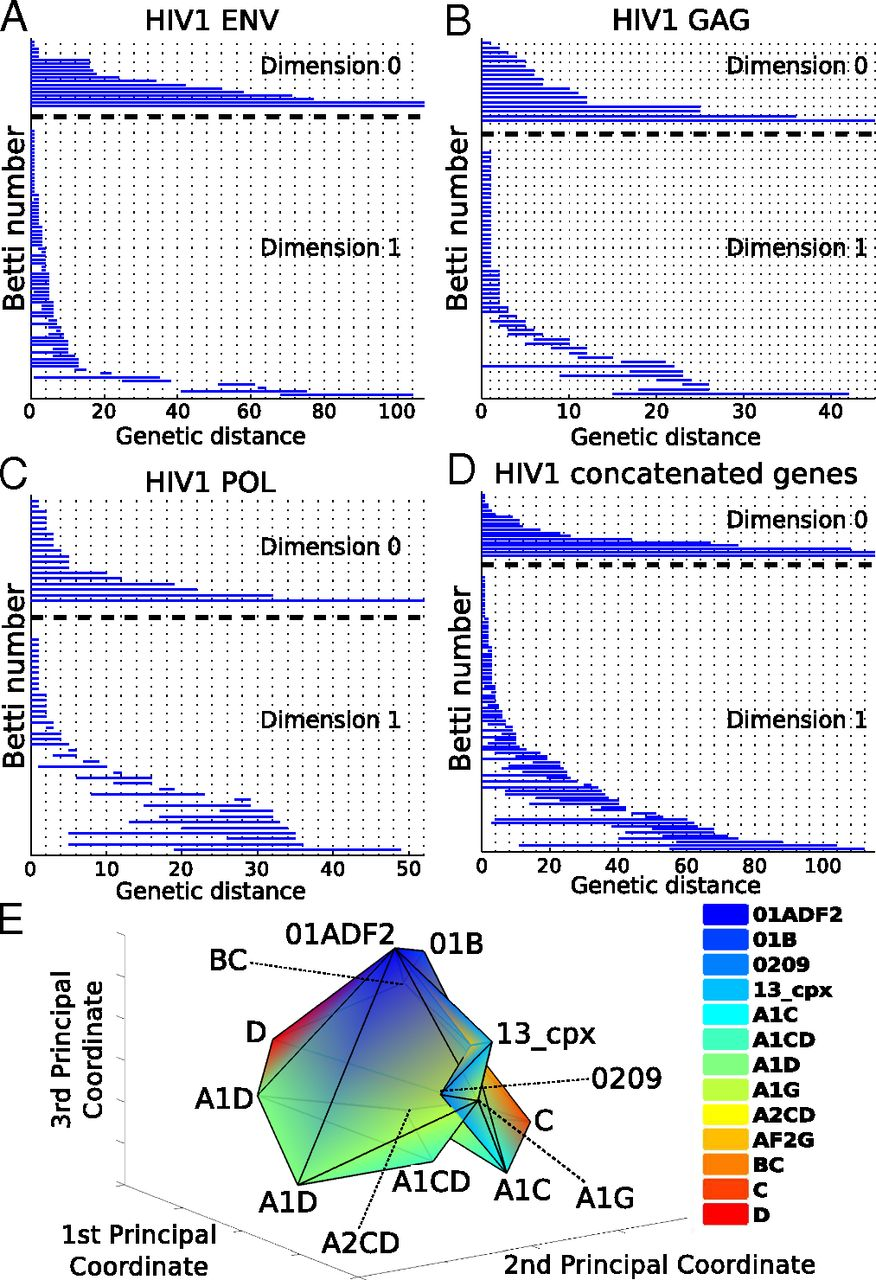 A
HIV1 ENV
Dimension 0
Dimension 1
Betti number
0 20 40 60 80 100
Genetic distance
B
HIV1 GAG
Dimension 0
Dimension 1
Betti number
0 10 20 30 40
Genetic distance
C
HIV1 POL
Dimension 0
Dimension 1
Betti number
0 10 20 30 40 50
Genetic distance
D
HIV1 concatenated genes
Dimension 0
Dimension 1
Betti number
0 20 40 60 80 100
Genetic distance
E
01ADF2
01B
BC
D
13_cpx
0209
A1D
C
A1D
A1CD
A1C
A1G
A2CD
3rd Principal
Coordinate
1st Principal
Coordinate
2nd Principal Coordinate
01ADF2
01B
0209
13_cpx
A1C
A1CD
A1D
A1G
A2CD
AF2G
BC
C
D